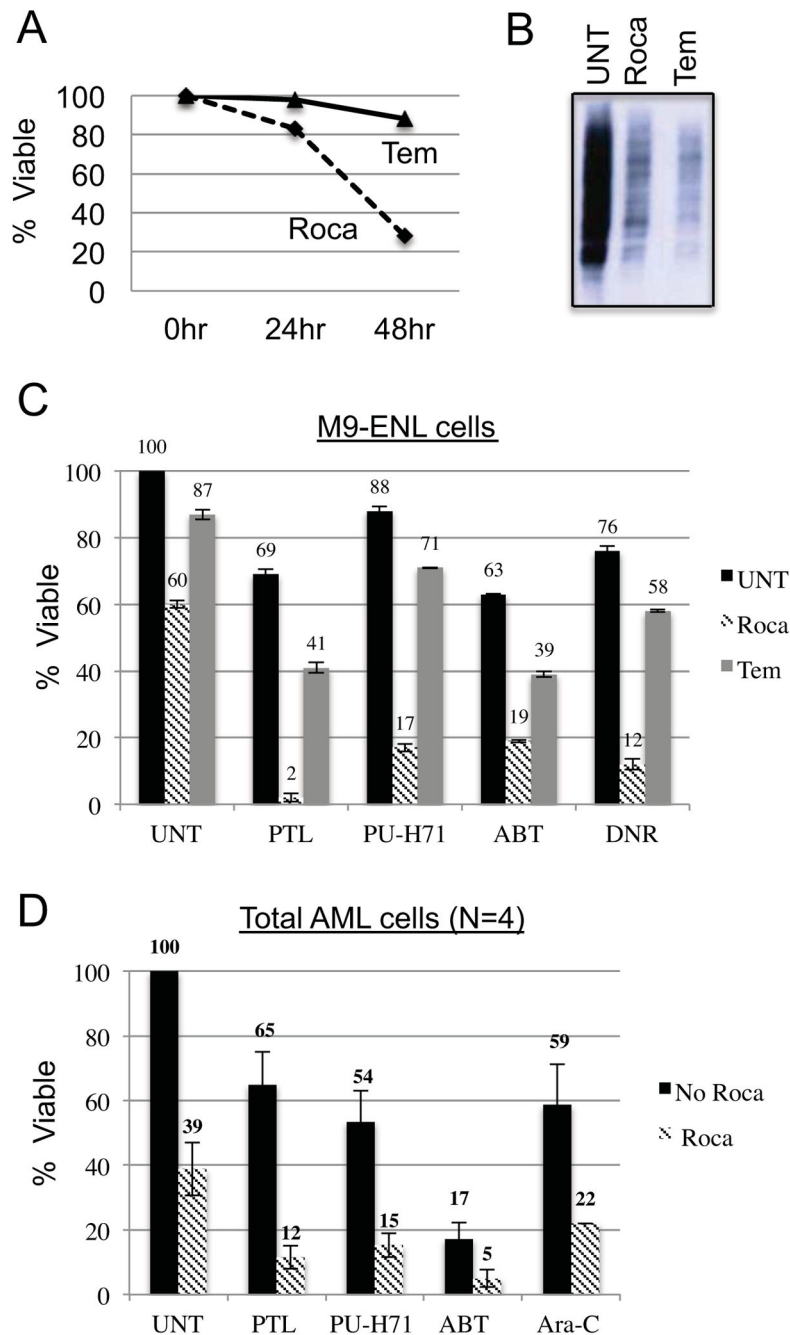 A
% Viable
100
80
60
40
20
0
Tem
Roca
0hr 24hr 48hr
B
UNT Roca Tem
C
M9-ENL cells
% Viable
100
80
60
40
20
0
100 60 87
69 2 41
88 17 71
63 19 39
76 12 58
UNT PTL PU-H71 ABT DNR
UNT
Roca
Tem
D
Total AML cells (N=4)
% Viable
100
80
60
40
20
0
100 39
65 12
54 15
17 5
59 22
UNT PTL PU-H71 ABT Ara-C
No Roca
Roca